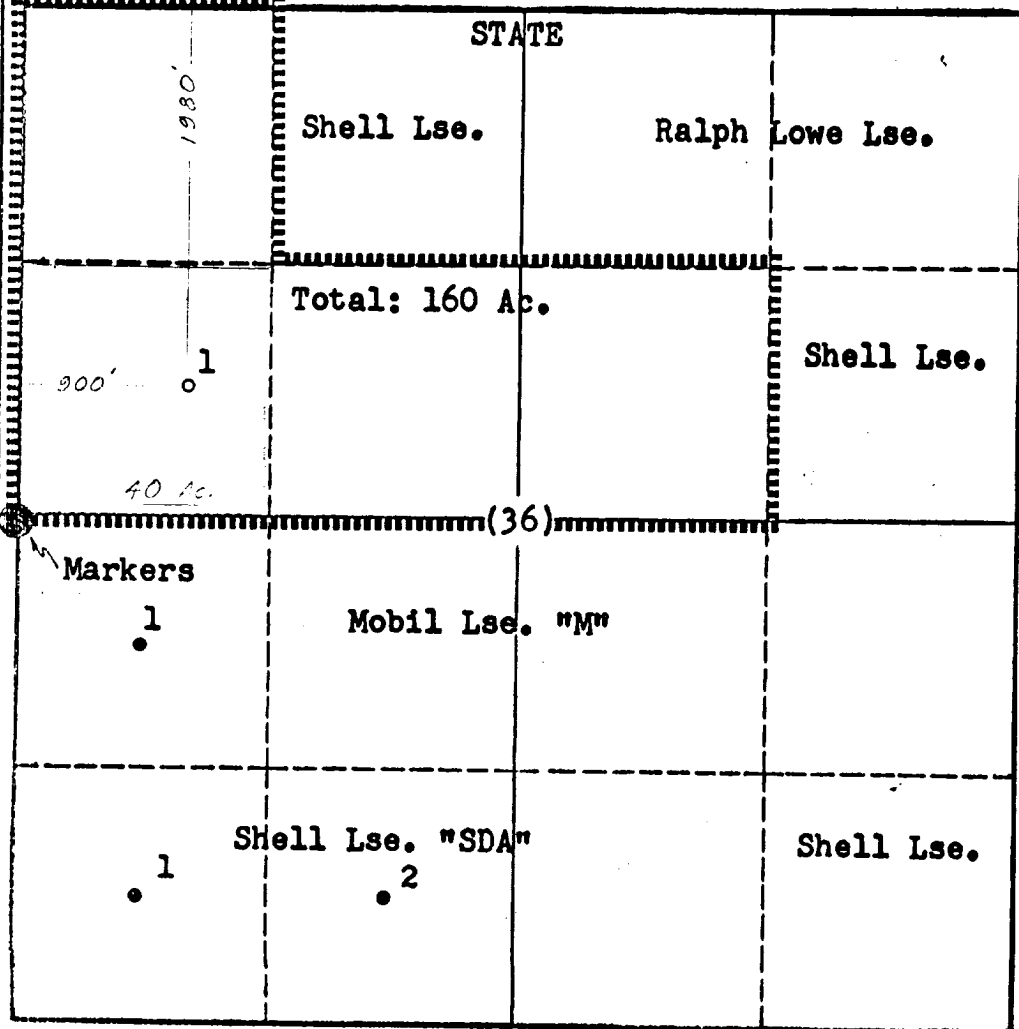 STATE
1980'
Shell Lse.
Ralph Lowe Lse.
Total: 160 Ac.
Shell Lse.
1
900'
40 Ac.
(36)
Markers
1
Mobil Lse. "M"
Shell Lse. "SDA"
Shell Lse.
1
2